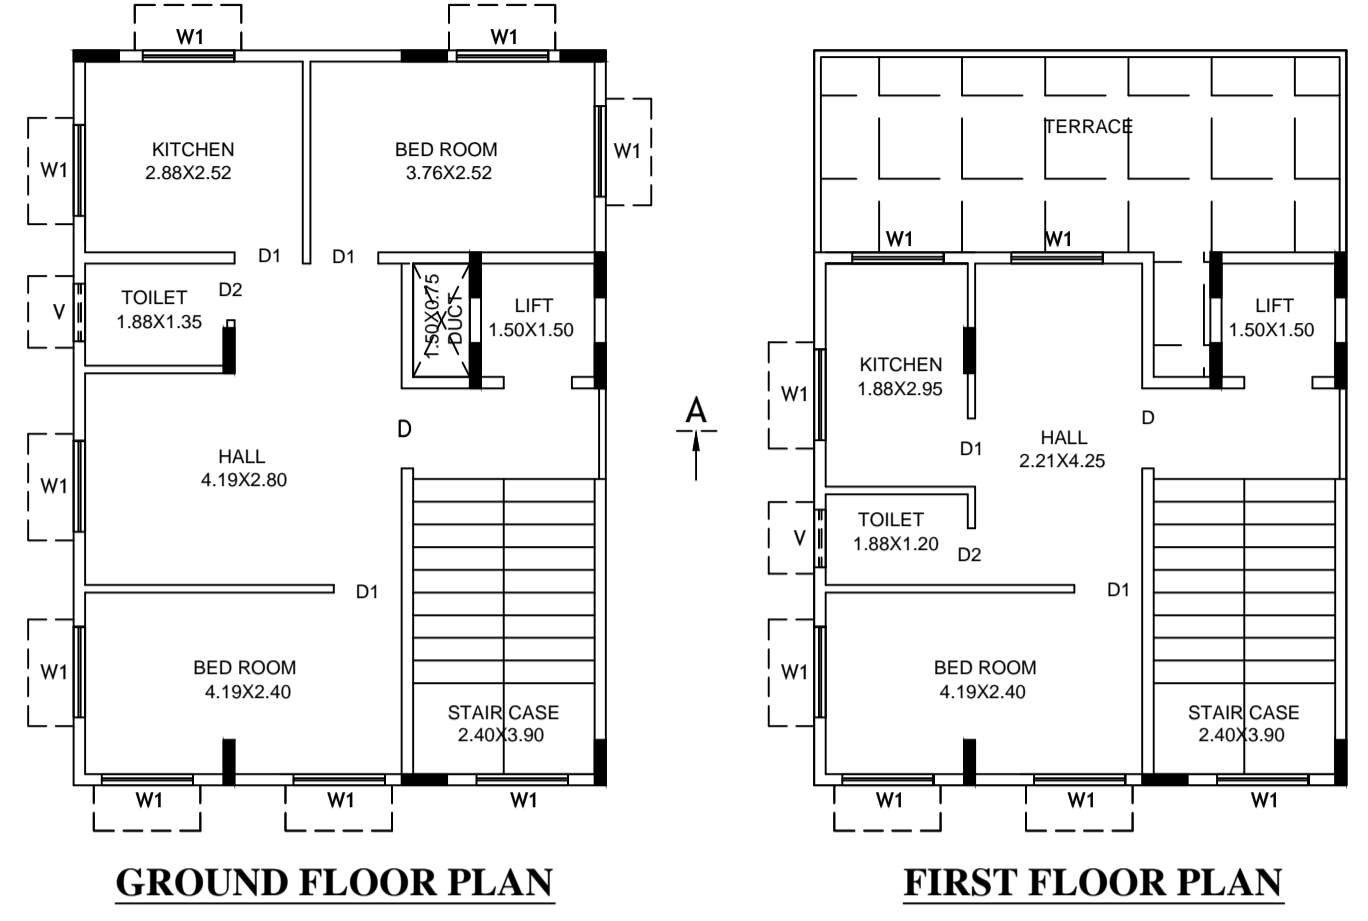 W1
W1
W1
KITCHEN
2.88X2.52
BED ROOM
3.76X2.52
W1
D1
D1
V
TOILET
1.88X1.35
D2
1.50X0.75
DUCT
LIFT
1.50X1.50
D
W1
HALL
4.19X2.80
D1
W1
BED ROOM
4.19X2.40
STAIR CASE
2.40X3.90
W1
W1
W1
GROUND FLOOR PLAN
A
TERRACE
W1
W1
LIFT
1.50X1.50
W1
KITCHEN
1.88X2.95
D
D1
HALL
2.21X4.25
V
TOILET
1.88X1.20
D2
D1
W1
BED ROOM
4.19X2.40
STAIR CASE
2.40X3.90
W1
W1
W1
FIRST FLOOR PLAN